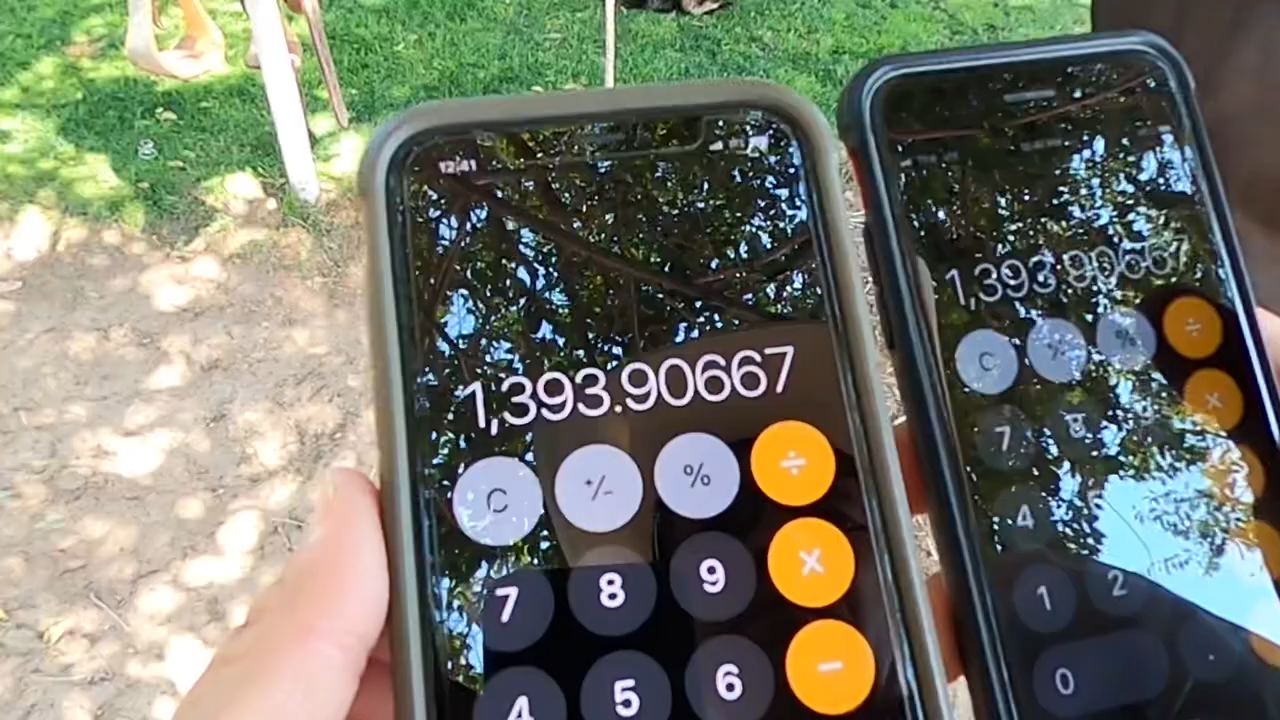 12:41
1,393.90667
C +/- % ÷
7 8 9 ×
4 5 6 −
1,393.90667
C % ÷
7 8 ×
4
1 2
0 .